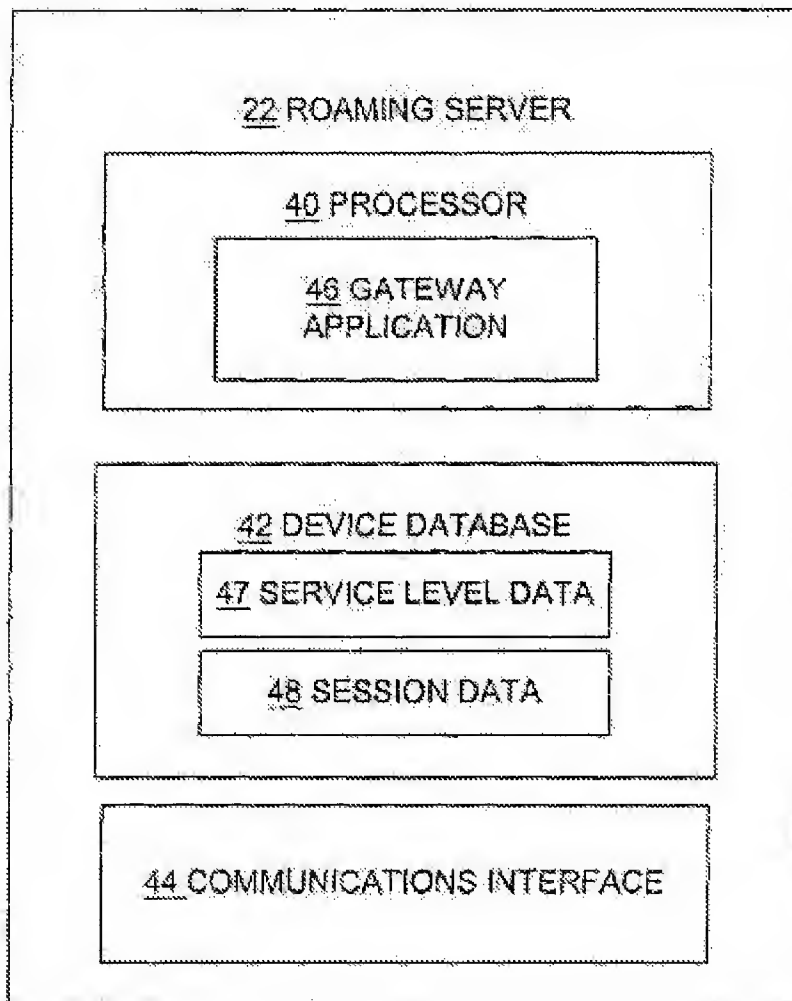 22 ROAMING SERVER
40 PROCESSOR
46 GATEWAY
APPLICATION
42 DEVICE DATABASE
47 SERVICE LEVEL DATA
48 SESSION DATA
44 COMMUNICATIONS INTERFACE